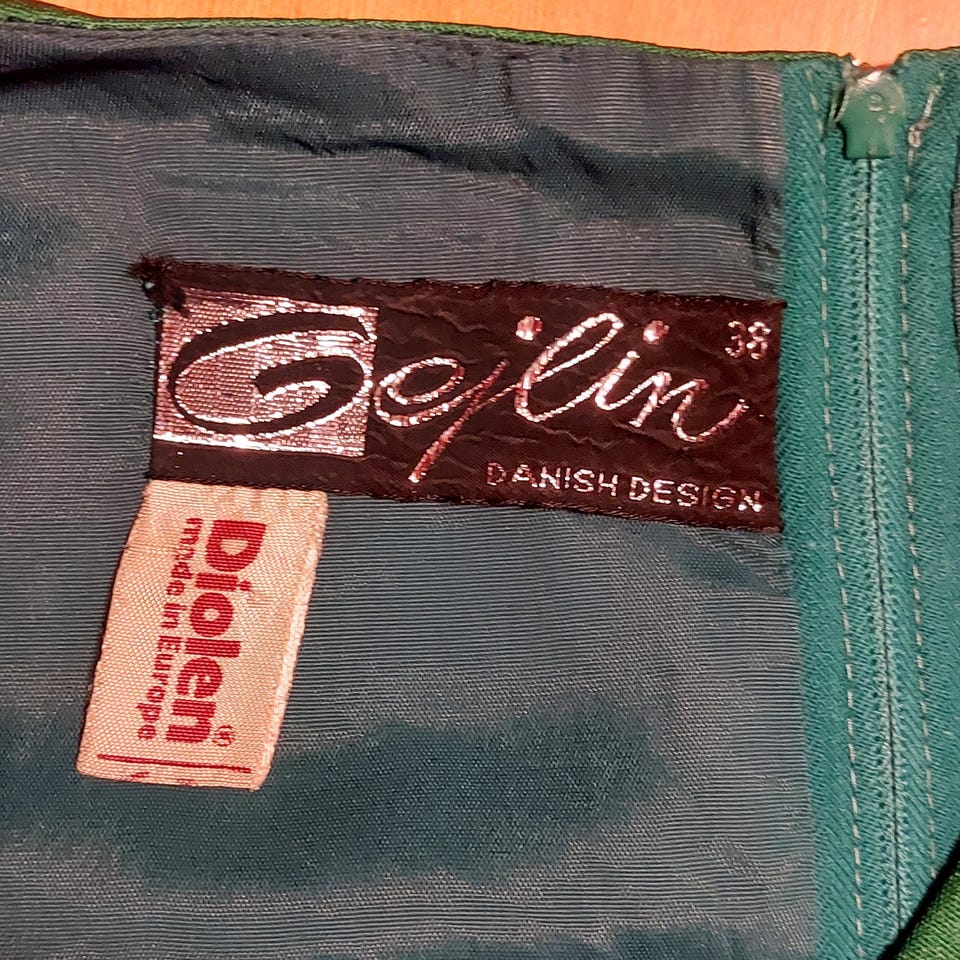 Gejlin
38
DANISH DESIGN
Diolen®
made in Europe